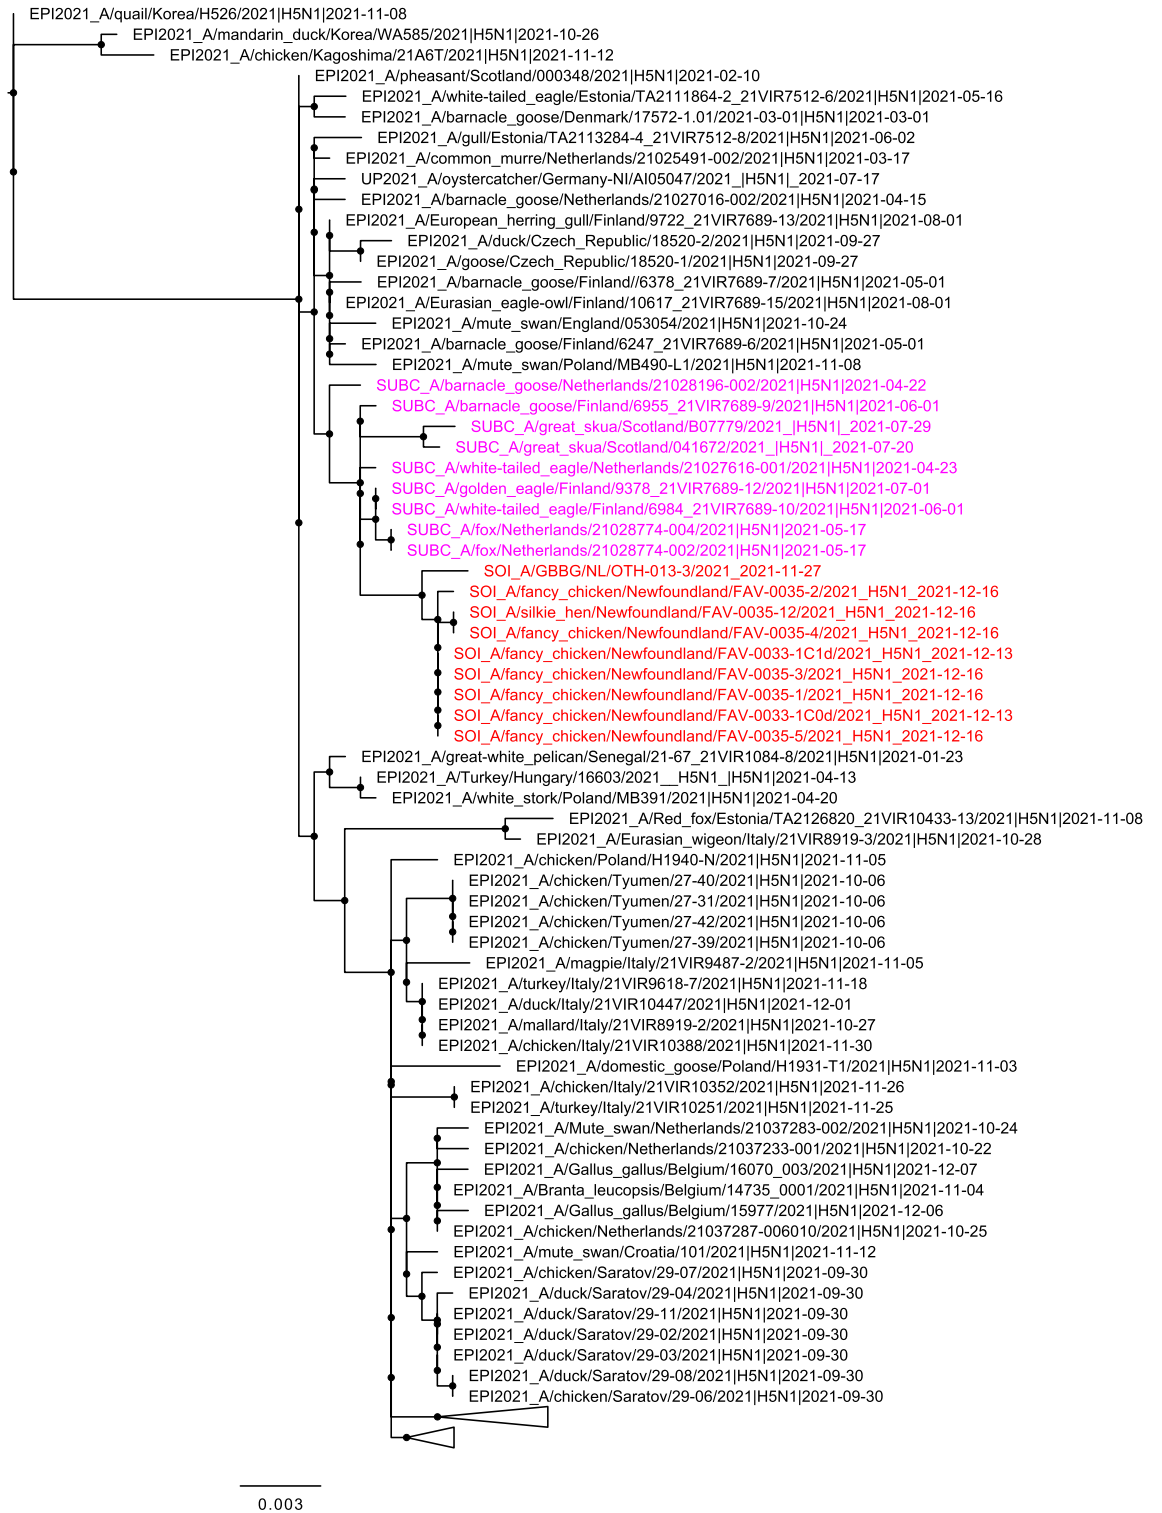 EPI2021_A/quail/Korea/H526/2021|H5N1|2021-11-08
EPI2021_A/mandarin_duck/Korea/WA585/2021|H5N1|2021-10-26
EPI2021_A/chicken/Kagoshima/21A6T/2021|H5N1|2021-11-12
EPI2021_A/pheasant/Scotland/000348/2021|H5N1|2021-02-10
EPI2021_A/white-tailed_eagle/Estonia/TA2111864-2_21VIR7512-6/2021|H5N1|2021-05-16
EPI2021_A/barnacle_goose/Denmark/17572-1.01/2021-03-01|H5N1|2021-03-01
EPI2021_A/gull/Estonia/TA2113284-4_21VIR7512-8/2021|H5N1|2021-06-02
EPI2021_A/common_murre/Netherlands/21025491-002/2021|H5N1|2021-03-17
UP2021_A/oystercatcher/Germany-NI/AI05047/2021_|H5N1|_2021-07-17
EPI2021_A/barnacle_goose/Netherlands/21027016-002/2021|H5N1|2021-04-15
EPI2021_A/European_herring_gull/Finland/9722_21VIR7689-13/2021|H5N1|2021-08-01
EPI2021_A/duck/Czech_Republic/18520-2/2021|H5N1|2021-09-27
EPI2021_A/goose/Czech_Republic/18520-1/2021|H5N1|2021-09-27
EPI2021_A/barnacle_goose/Finland//6378_21VIR7689-7/2021|H5N1|2021-05-01
EPI2021_A/Eurasian_eagle-owl/Finland/10617_21VIR7689-15/2021|H5N1|2021-08-01
EPI2021_A/mute_swan/England/053054/2021|H5N1|2021-10-24
EPI2021_A/barnacle_goose/Finland/6247_21VIR7689-6/2021|H5N1|2021-05-01
EPI2021_A/mute_swan/Poland/MB490-L1/2021|H5N1|2021-11-08
SUBC_A/barnacle_goose/Netherlands/21028196-002/2021|H5N1|2021-04-22
SUBC_A/barnacle_goose/Finland/6955_21VIR7689-9/2021|H5N1|2021-06-01
SUBC_A/great_skua/Scotland/B07779/2021_|H5N1|_2021-07-29
SUBC_A/great_skua/Scotland/041672/2021_|H5N1|_2021-07-20
SUBC_A/white-tailed_eagle/Netherlands/21027616-001/2021|H5N1|2021-04-23
SUBC_A/golden_eagle/Finland/9378_21VIR7689-12/2021|H5N1|2021-07-01
SUBC_A/white-tailed_eagle/Finland/6984_21VIR7689-10/2021|H5N1|2021-06-01
SUBC_A/fox/Netherlands/21028774-004/2021|H5N1|2021-05-17
SUBC_A/fox/Netherlands/21028774-002/2021|H5N1|2021-05-17
SOI_A/GBBG/NL/OTH-013-3/2021_2021-11-27
SOI_A/fancy_chicken/Newfoundland/FAV-0035-2/2021_H5N1_2021-12-16
SOI_A/silkie_hen/Newfoundland/FAV-0035-12/2021_H5N1_2021-12-16
SOI_A/fancy_chicken/Newfoundland/FAV-0035-4/2021_H5N1_2021-12-16
SOI_A/fancy_chicken/Newfoundland/FAV-0033-1C1d/2021_H5N1_2021-12-13
SOI_A/fancy_chicken/Newfoundland/FAV-0035-3/2021_H5N1_2021-12-16
SOI_A/fancy_chicken/Newfoundland/FAV-0035-1/2021_H5N1_2021-12-16
SOI_A/fancy_chicken/Newfoundland/FAV-0033-1C0d/2021_H5N1_2021-12-13
SOI_A/fancy_chicken/Newfoundland/FAV-0035-5/2021_H5N1_2021-12-16
EPI2021_A/great-white_pelican/Senegal/21-67_21VIR1084-8/2021|H5N1|2021-01-23
EPI2021_A/Turkey/Hungary/16603/2021__H5N1_|H5N1|2021-04-13
EPI2021_A/white_stork/Poland/MB391/2021|H5N1|2021-04-20
EPI2021_A/Red_fox/Estonia/TA2126820_21VIR10433-13/2021|H5N1|2021-11-08
EPI2021_A/Eurasian_wigeon/Italy/21VIR8919-3/2021|H5N1|2021-10-28
EPI2021_A/chicken/Poland/H1940-N/2021|H5N1|2021-11-05
EPI2021_A/chicken/Tyumen/27-40/2021|H5N1|2021-10-06
EPI2021_A/chicken/Tyumen/27-31/2021|H5N1|2021-10-06
EPI2021_A/chicken/Tyumen/27-42/2021|H5N1|2021-10-06
EPI2021_A/chicken/Tyumen/27-39/2021|H5N1|2021-10-06
EPI2021_A/magpie/Italy/21VIR9487-2/2021|H5N1|2021-11-05
EPI2021_A/turkey/Italy/21VIR9618-7/2021|H5N1|2021-11-18
EPI2021_A/duck/Italy/21VIR10447/2021|H5N1|2021-12-01
EPI2021_A/mallard/Italy/21VIR8919-2/2021|H5N1|2021-10-27
EPI2021_A/chicken/Italy/21VIR10388/2021|H5N1|2021-11-30
EPI2021_A/domestic_goose/Poland/H1931-T1/2021|H5N1|2021-11-03
EPI2021_A/chicken/Italy/21VIR10352/2021|H5N1|2021-11-26
EPI2021_A/turkey/Italy/21VIR10251/2021|H5N1|2021-11-25
EPI2021_A/Mute_swan/Netherlands/21037283-002/2021|H5N1|2021-10-24
EPI2021_A/chicken/Netherlands/21037233-001/2021|H5N1|2021-10-22
EPI2021_A/Gallus_gallus/Belgium/16070_003/2021|H5N1|2021-12-07
EPI2021_A/Branta_leucopsis/Belgium/14735_0001/2021|H5N1|2021-11-04
EPI2021_A/Gallus_gallus/Belgium/15977/2021|H5N1|2021-12-06
EPI2021_A/chicken/Netherlands/21037287-006010/2021|H5N1|2021-10-25
EPI2021_A/mute_swan/Croatia/101/2021|H5N1|2021-11-12
EPI2021_A/chicken/Saratov/29-07/2021|H5N1|2021-09-30
EPI2021_A/duck/Saratov/29-04/2021|H5N1|2021-09-30
EPI2021_A/duck/Saratov/29-11/2021|H5N1|2021-09-30
EPI2021_A/duck/Saratov/29-02/2021|H5N1|2021-09-30
EPI2021_A/duck/Saratov/29-03/2021|H5N1|2021-09-30
EPI2021_A/duck/Saratov/29-08/2021|H5N1|2021-09-30
EPI2021_A/chicken/Saratov/29-06/2021|H5N1|2021-09-30
0.003